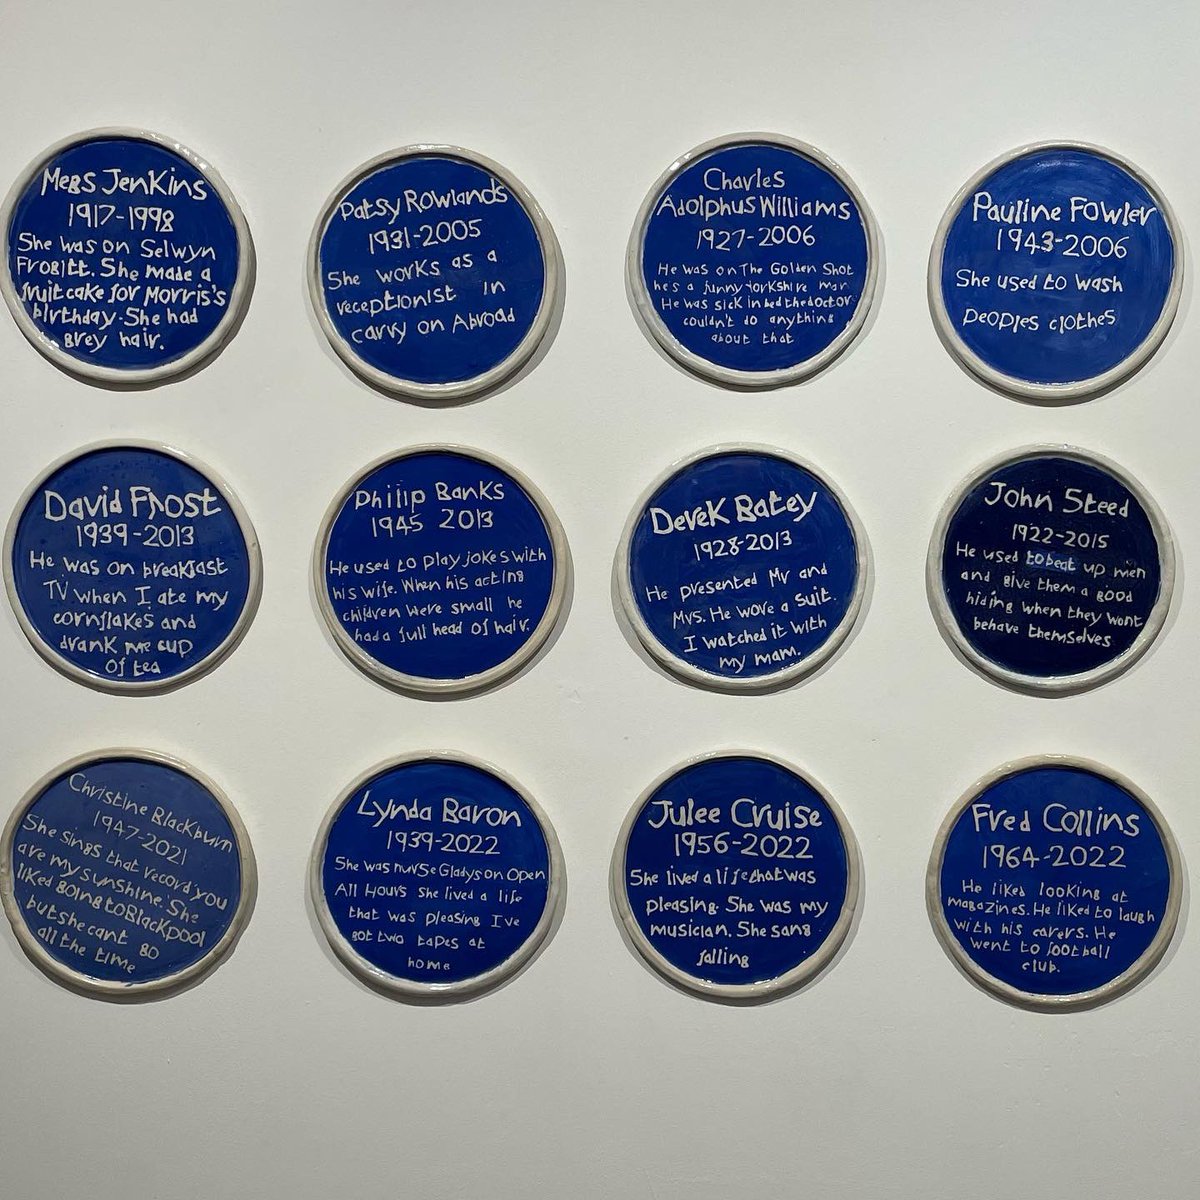 Megs Jenkins
1917-1998
She was on Selwyn
Frogitt. She made a
fruit cake for Morris's
birthday. She had
grey hair.
Patsy Rowlands
1931-2005
She works as a
receptionist in
carry on Abroad
Charles
Adolphus Williams
1927-2006
He was on The Golden Shot
he's a funny Yorkshire man
He was sick in bed the doctor
couldn't do anything
about that
Pauline Fowler
1943-2006
She used to wash
peoples clothes
David Frost
1939-2013
He was on breakfast
TV when I ate my
cornflakes and
drank me cup
of tea
Philip Banks
1945 2013
He used to play jokes with
his wife. When his acting
children were small he
had a full head of hair.
Derek Batey
1928-2013
He presented Mr and
Mrs. He wore a suit.
I watched it with
my mam.
John Steed
1922-2015
He used to beat up men
and give them a good
hiding when they wont
behave themselves
Christine Blackburn
1947-2021
She sings that record you
are my sunshine. She
liked going to Blackpool
but she cant go
all the time
Lynda Baron
1939-2022
She was nurse Gladys on Open
All Hours she lived a life
that was pleasing I've
got two tapes at
home
Julee Cruise
1956-2022
She lived a life that was
pleasing. She was my
musician. She sang
falling
Fred Collins
1964-2022
He liked looking at
magazines. He liked to laugh
with his carers. He
went to football
club.